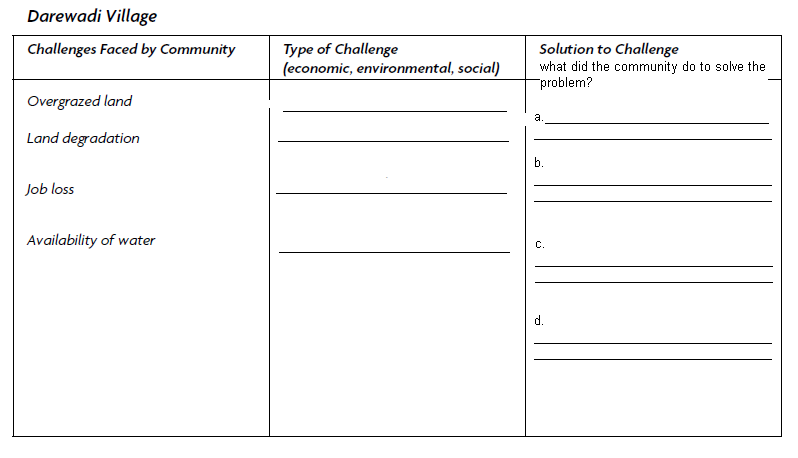 Darewadi Village
Challenges Faced by Community
Type of Challenge
(economic, environmental, social)
Solution to Challenge
what did the community do to solve the
problem?
Overgrazed land
Land degradation
Job loss
Availability of water
a.
b.
c.
d.